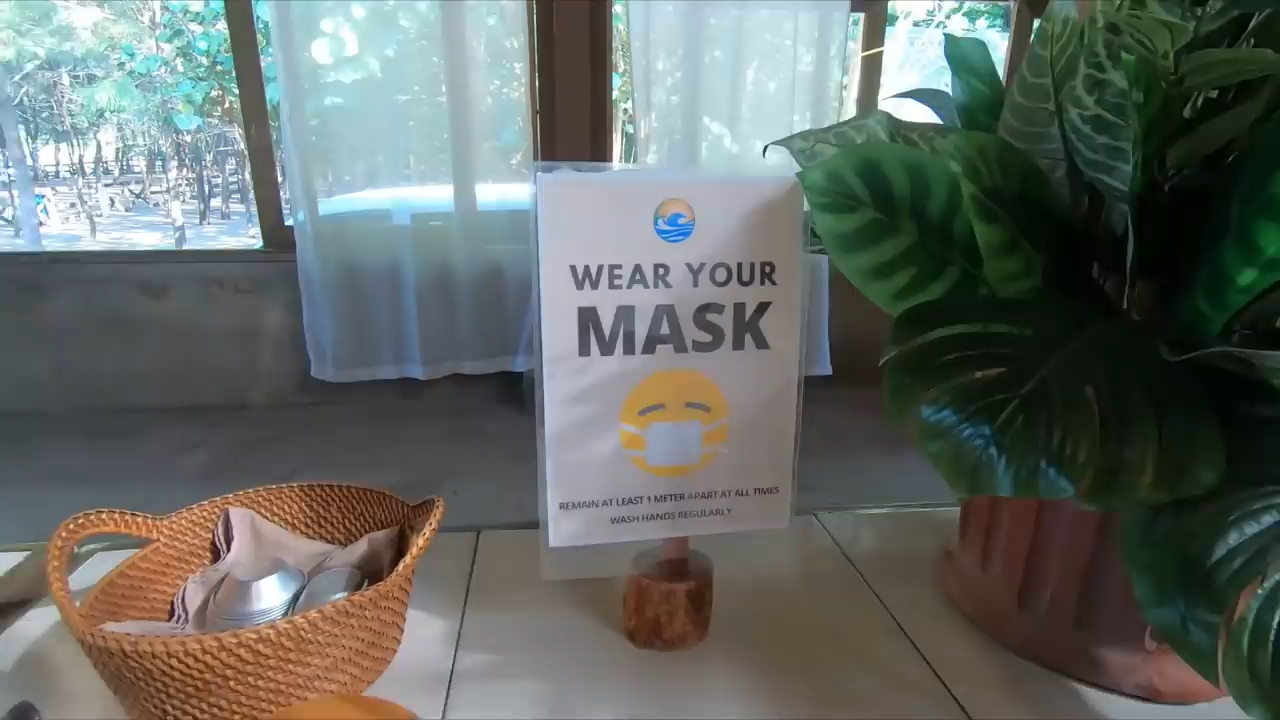 WEAR YOUR
MASK
REMAIN AT LEAST 1 METER APART AT ALL TIMES
WASH HANDS REGULARLY